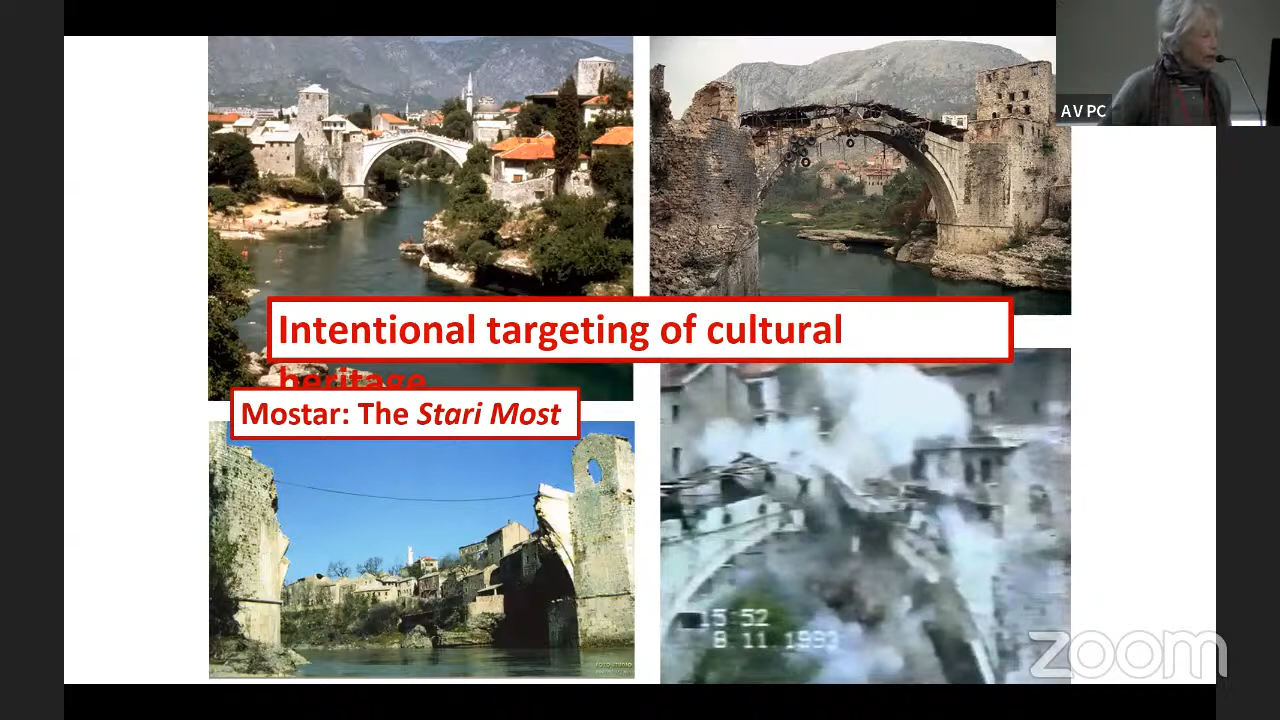 AV PC
Intentional targeting of cultural
heritage
Mostar: The Stari Most
15:52
8.11.1993
zoom